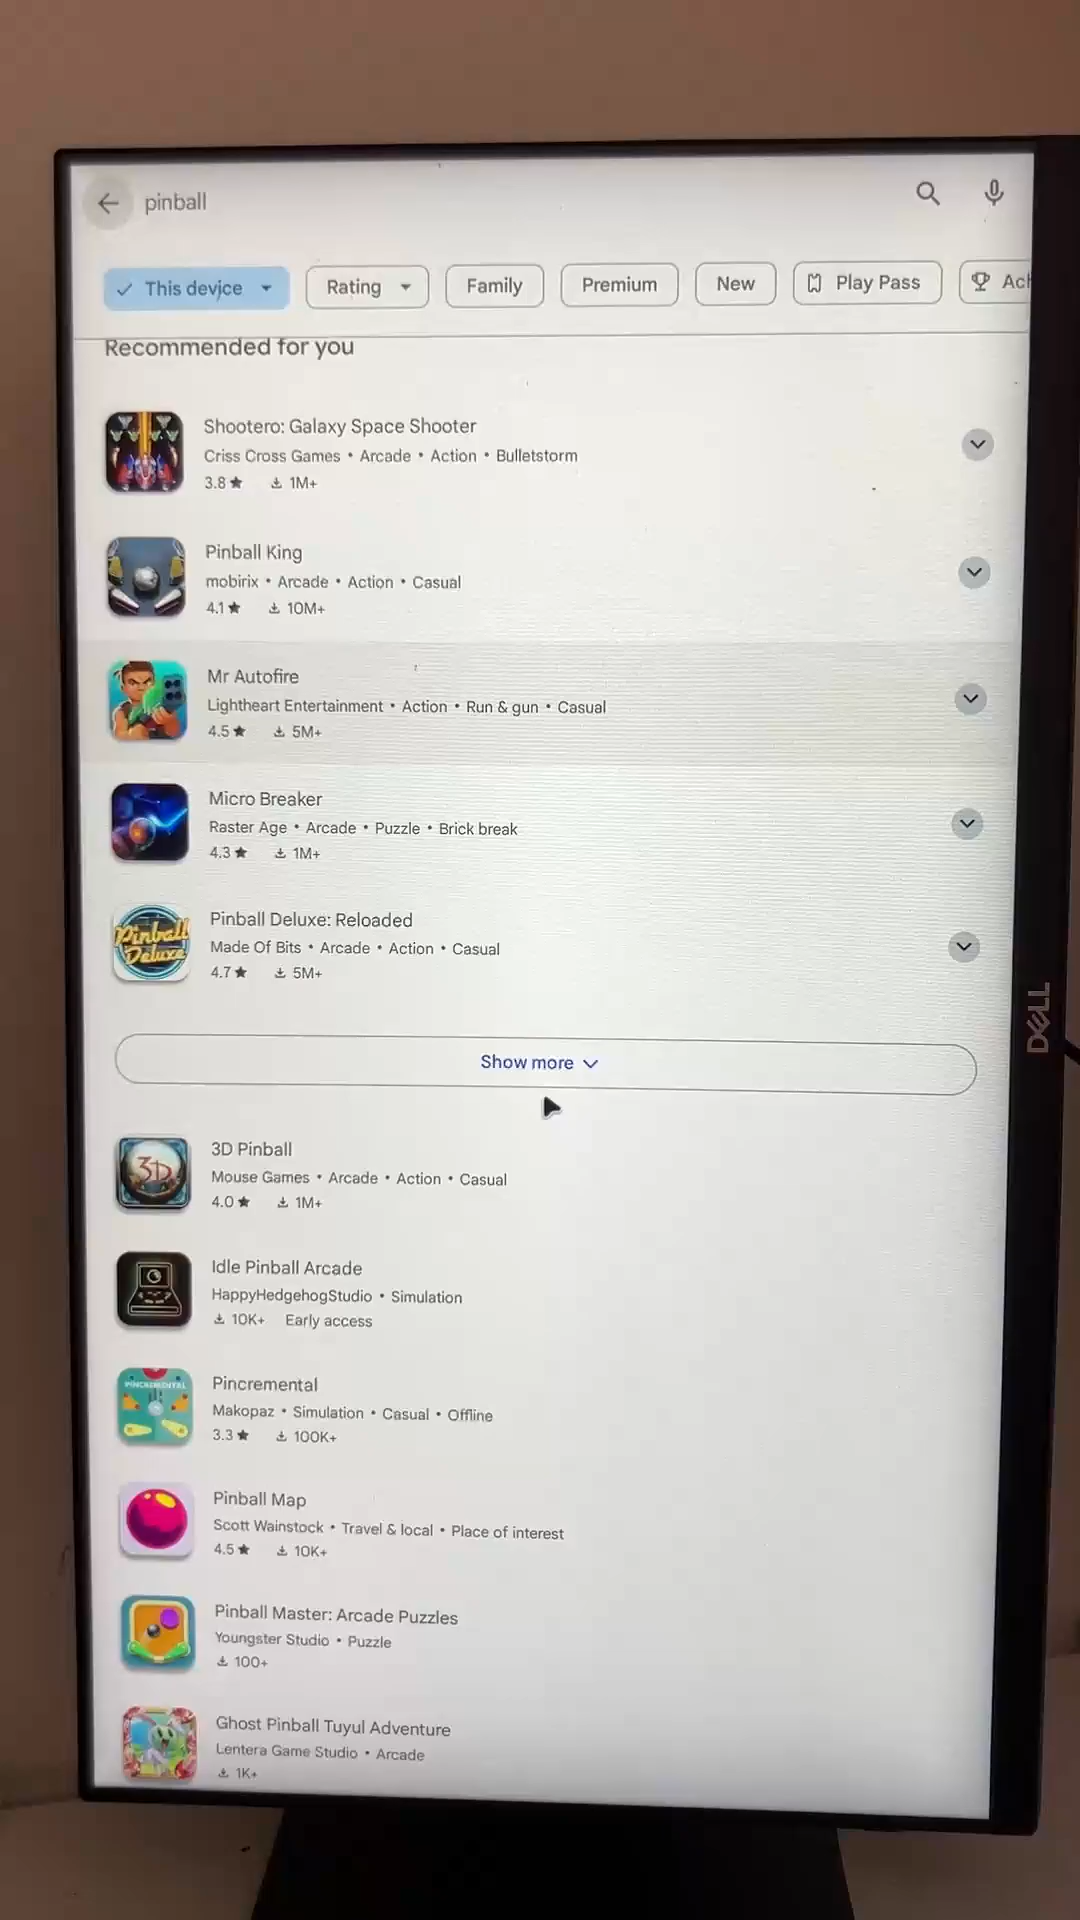 pinball
This device
Rating
Family
Premium
New
Play Pass
Recommended for you
Shootero: Galaxy Space Shooter
Criss Cross Games • Arcade • Action • Bulletstorm
3.8★ 1M+
Pinball King
mobirix • Arcade • Action • Casual
4.1★ 10M+
Mr Autofire
Lightheart Entertainment • Action • Run & gun • Casual
4.5★ 5M+
Micro Breaker
Raster Age • Arcade • Puzzle • Brick break
4.3★ 1M+
Pinball Deluxe
Pinball Deluxe: Reloaded
Made Of Bits • Arcade • Action • Casual
4.7★ 5M+
DELL
Show more
3D
3D Pinball
Mouse Games • Arcade • Action • Casual
4.0★ 1M+
Idle Pinball Arcade
HappyHedgehogStudio • Simulation
10K+ Early access
PINCREMENTAL
Pincremental
Makopaz • Simulation • Casual • Offline
3.3★ 100K+
Pinball Map
Scott Wainstock • Travel & local • Place of interest
4.5★ 10K+
Pinball Master: Arcade Puzzles
Youngster Studio • Puzzle
100+
Ghost Pinball Tuyul Adventure
Lentera Game Studio • Arcade
1K+